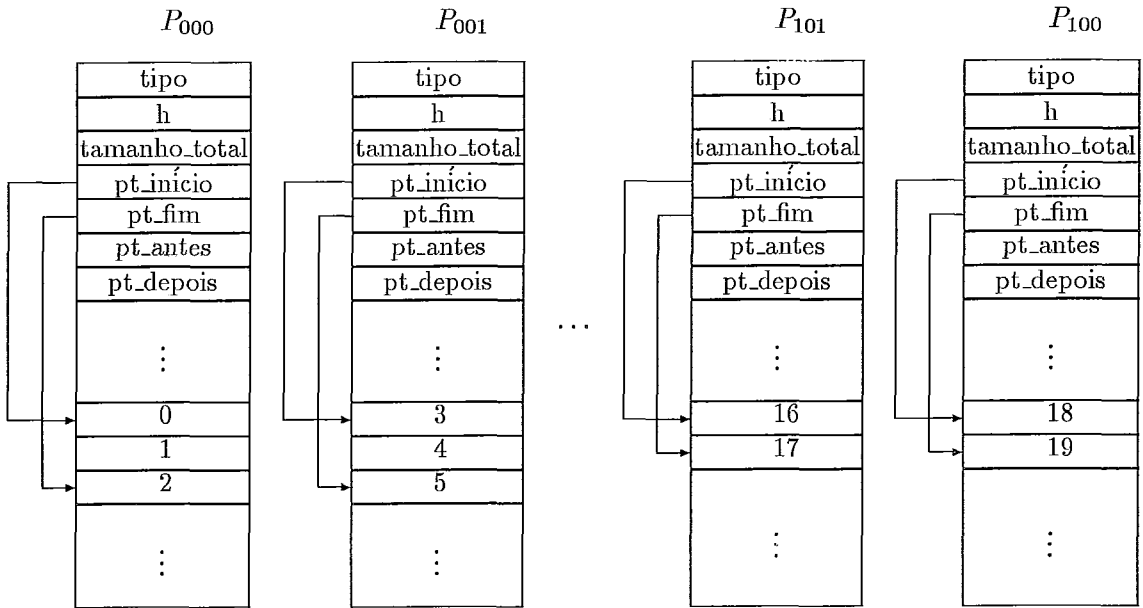 P000 P001 P101 P100
tipo tipo tipo tipo
h h h h
tamanho_total tamanho_total tamanho_total tamanho_total
pt_início pt_início pt_início pt_início
pt_fim pt_fim pt_fim pt_fim
pt_antes pt_antes pt_antes pt_antes
pt_depois pt_depois pt_depois pt_depois
...
⋮ ⋮ ⋮ ⋮
0 3 16 18
1 4 17 19
2 5
⋮ ⋮ ⋮ ⋮